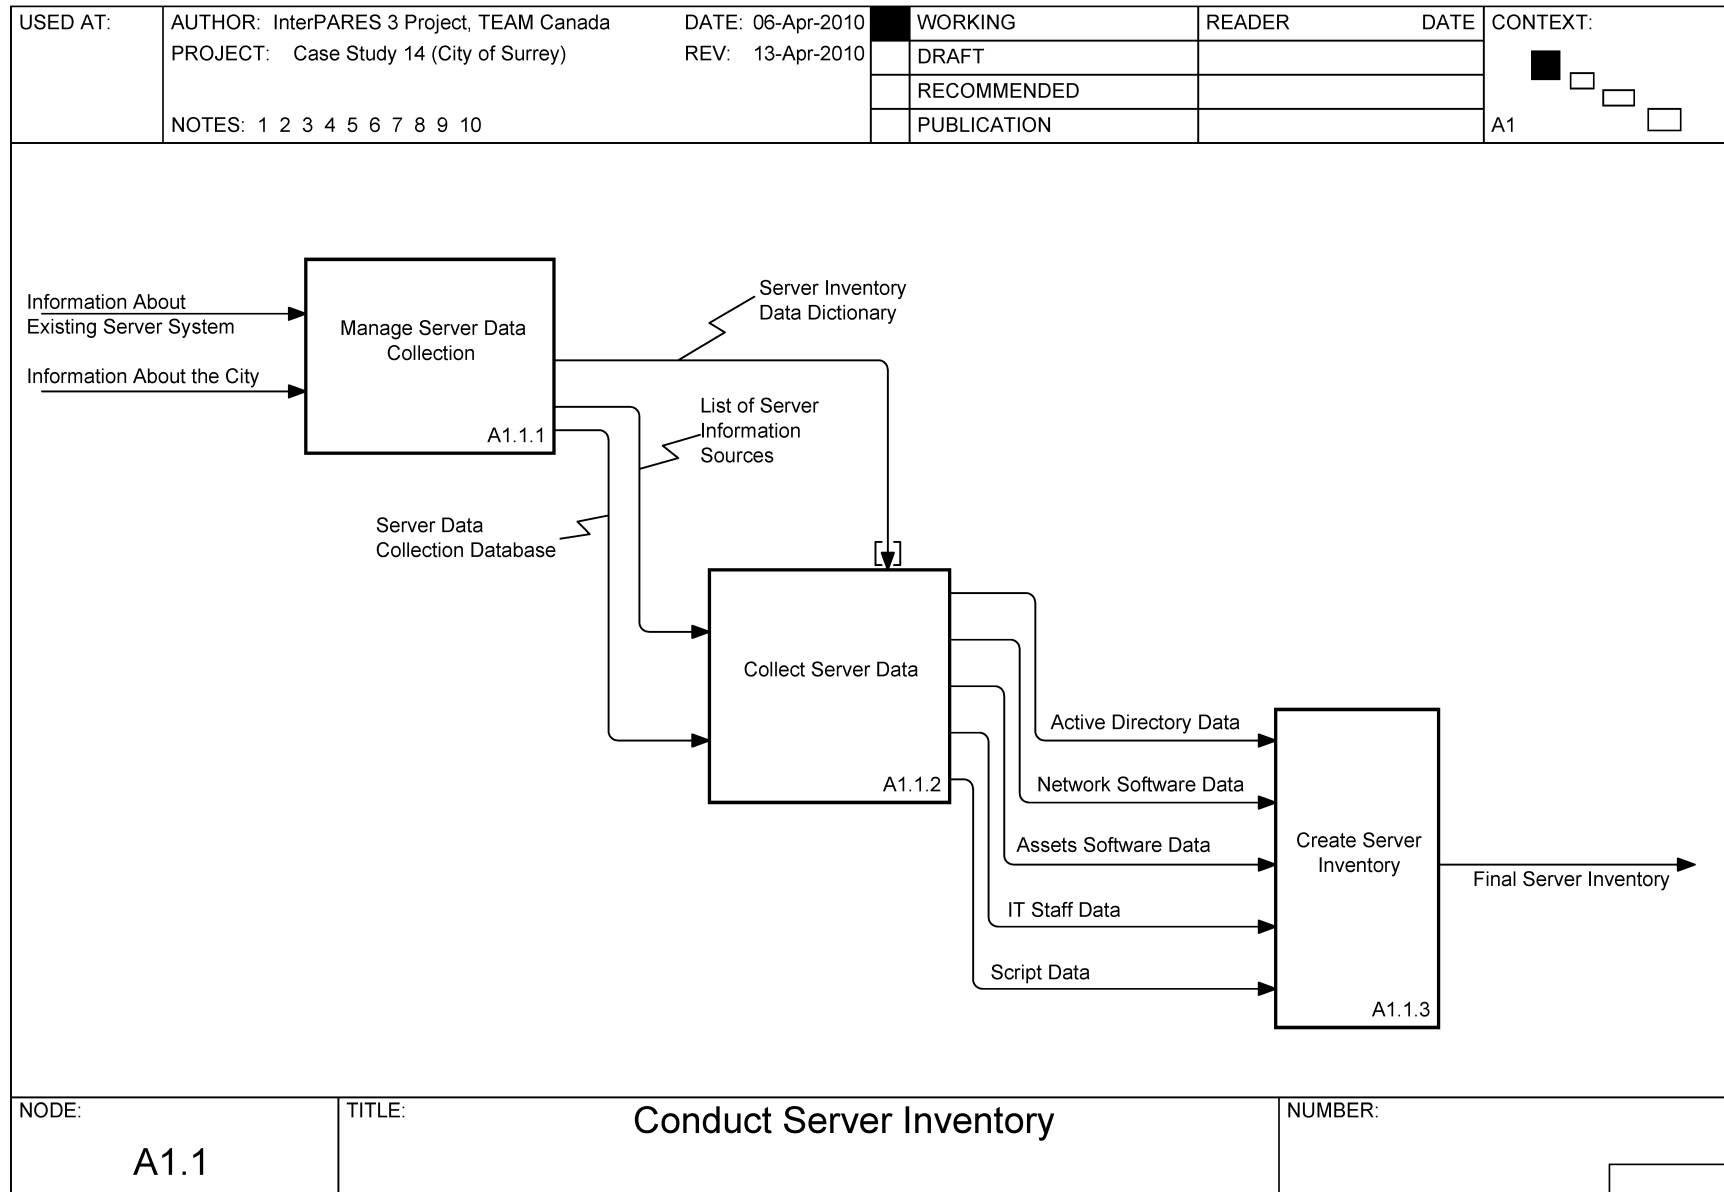 USED AT:
AUTHOR: InterPARES 3 Project, TEAM Canada
DATE: 06-Apr-2010
PROJECT: Case Study 14 (City of Surrey)
REV: 13-Apr-2010
NOTES: 1 2 3 4 5 6 7 8 9 10
WORKING
DRAFT
RECOMMENDED
PUBLICATION
READER DATE
CONTEXT:
A1
Information About
Existing Server System
Information About the City
Manage Server Data
Collection
A1.1.1
Server Inventory
Data Dictionary
List of Server
Information
Sources
Server Data
Collection Database
Collect Server Data
A1.1.2
Active Directory Data
Network Software Data
Assets Software Data
IT Staff Data
Script Data
Create Server
Inventory
A1.1.3
Final Server Inventory
NODE:
A1.1
TITLE:
Conduct Server Inventory
NUMBER: